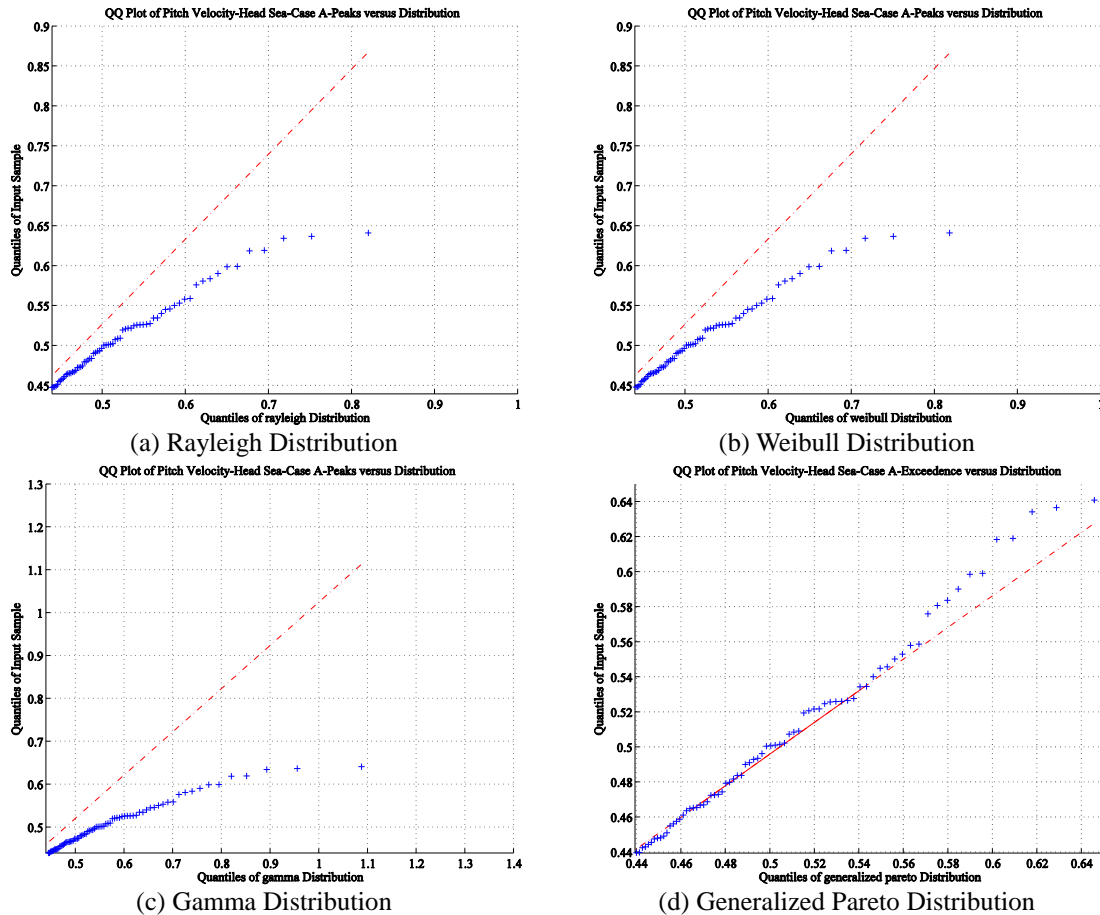 QQ Plot of Pitch Velocity-Head Sea-Case A-Peaks versus Distribution
0.9
0.85
0.8
0.75
0.7
0.65
0.6
0.55
0.5
0.45
Quantiles of Input Sample
0.5 0.6 0.7 0.8 0.9 1
Quantiles of rayleigh Distribution
(a) Rayleigh Distribution
QQ Plot of Pitch Velocity-Head Sea-Case A-Peaks versus Distribution
0.9
0.85
0.8
0.75
0.7
0.65
0.6
0.55
0.5
0.45
Quantiles of Input Sample
0.5 0.6 0.7 0.8 0.9 1
Quantiles of weibull Distribution
(b) Weibull Distribution
QQ Plot of Pitch Velocity-Head Sea-Case A-Peaks versus Distribution
1.3
1.2
1.1
1
0.9
0.8
0.7
0.6
0.5
Quantiles of Input Sample
0.5 0.6 0.7 0.8 0.9 1 1.1 1.2 1.3 1.4
Quantiles of gamma Distribution
(c) Gamma Distribution
QQ Plot of Pitch Velocity-Head Sea-Case A-Exceedence versus Distribution
0.64
0.62
0.6
0.58
0.56
0.54
0.52
0.5
0.48
0.46
0.44
Quantiles of Input Sample
0.44 0.46 0.48 0.5 0.52 0.54 0.56 0.58 0.6 0.62 0.64
Quantiles of generalized pareto Distribution
(d) Generalized Pareto Distribution